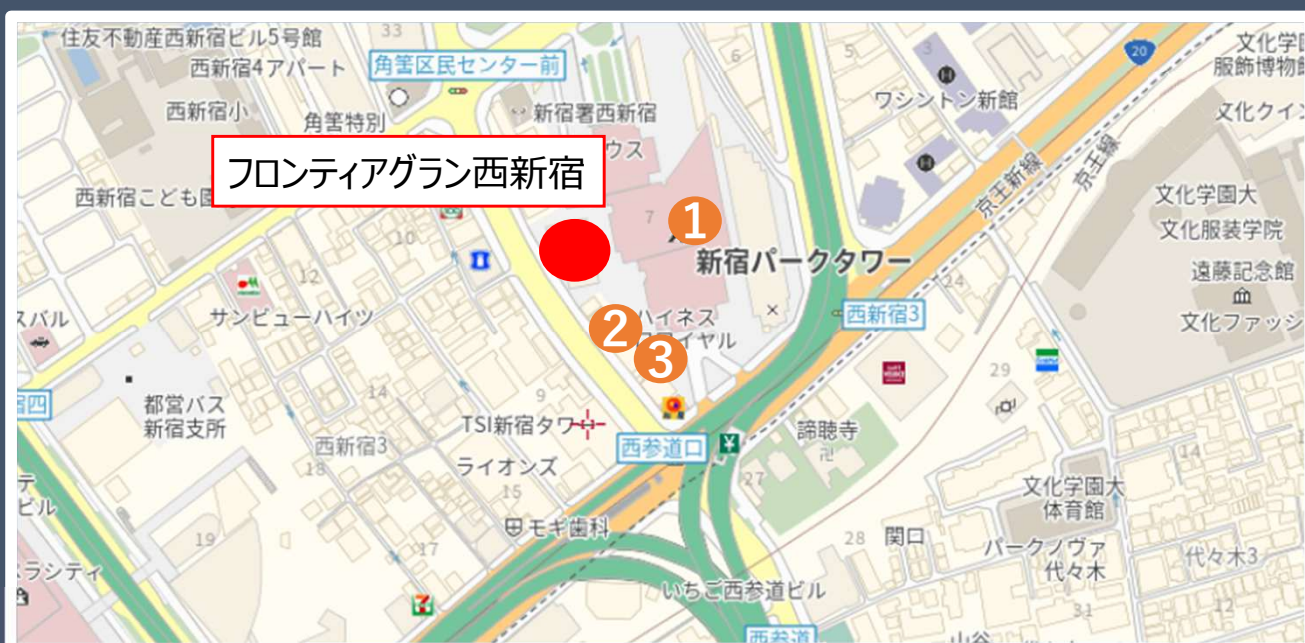 住友不動産西新宿ビル5号館
33
角筈区民センター前
西新宿4アパート
6
5
3
20
文化学園
服飾博物館
ワシントン新館
西新宿小
角筈特別
新宿署西新宿
文化クイン
ウス
フロンティアグラン西新宿
西新宿こども園
7
1
京王新線
京王線
文化学園大
文化服装学院
10
新宿パークタワー
12
遠藤記念館
24
スバル
サンビューハイツ
2
ハイネス
ロワイヤル
西新宿3
文化ファッシ
3
29
14
9
宿四
都営バス
新宿支所
TSI新宿タワー
西新宿3
西参道口
諦聴寺
卍
18
ライオンズ
27
14
15
テ
ビル
文化学園大
体育館
19
モギ歯科
17
28
関口
パークノヴァ
代々木
代々木3
ラシティ
7
いちご西参道ビル
31
12
西参道
山谷